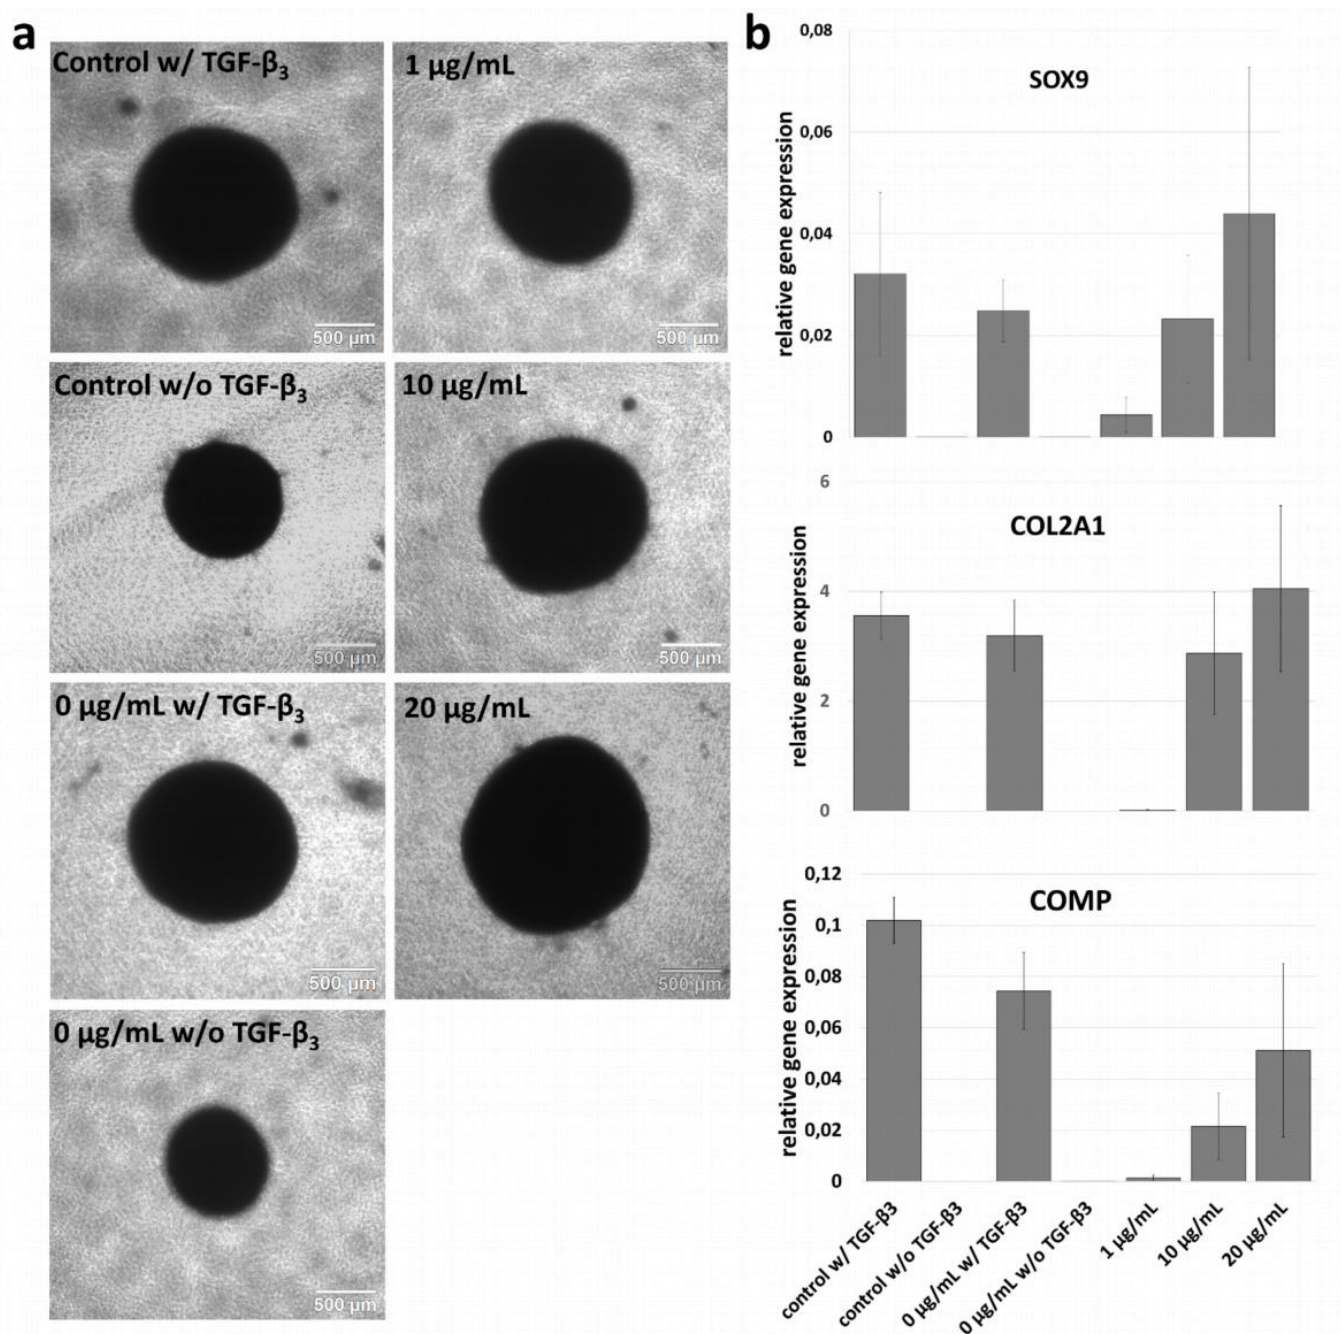 a
Control w/ TGF-β₃
500 µm
1 µg/mL
500 µm
Control w/o TGF-β₃
500 µm
10 µg/mL
500 µm
0 µg/mL w/ TGF-β₃
500 µm
20 µg/mL
500 µm
0 µg/mL w/o TGF-β₃
500 µm
b
SOX9
relative gene expression
0,08
0,06
0,04
0,02
0
COL2A1
relative gene expression
6
4
2
0
COMP
relative gene expression
0,12
0,1
0,08
0,06
0,04
0,02
0
control w/ TGF-β3
control w/o TGF-β3
0 µg/mL w/ TGF-β3
0 µg/mL w/o TGF-β3
1 µg/mL
10 µg/mL
20 µg/mL